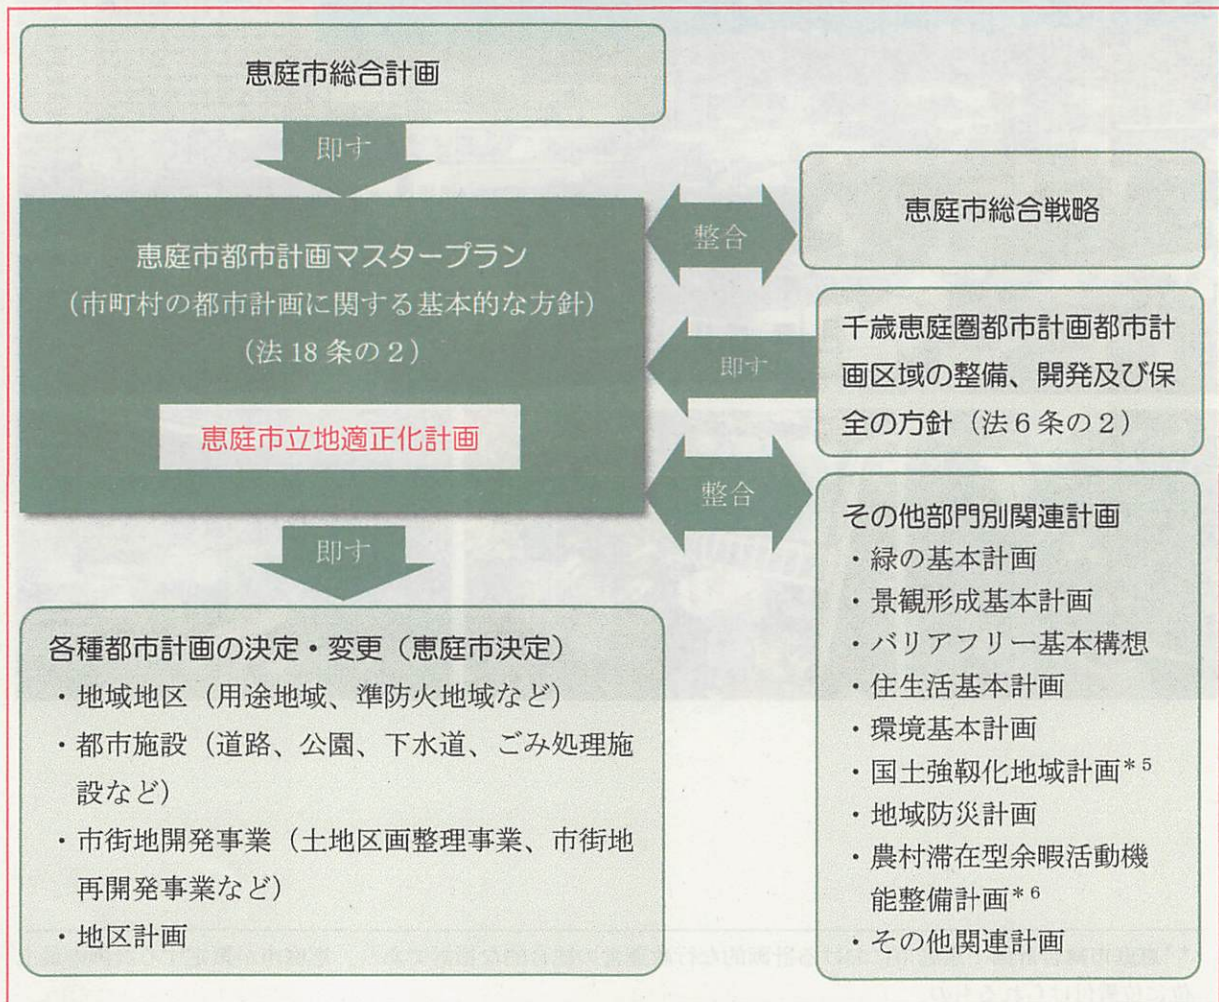 恵庭市総合計画
即す
恵庭市都市計画マスタープラン
(市町村の都市計画に関する基本的な方針)
(法18条の2)
恵庭市立地適正化計画
整合
恵庭市総合戦略
即す
千歳恵庭圏都市計画都市計
画区域の整備、開発及び保
全の方針(法6条の2)
整合
その他部門別関連計画
・緑の基本計画
・景観形成基本計画
・バリアフリー基本構想
・住生活基本計画
・環境基本計画
・国土強靱化地域計画*5
・地域防災計画
・農村滞在型余暇活動機
能整備計画*6
・その他関連計画
即す
各種都市計画の決定・変更(恵庭市決定)
・地域地区(用途地域、準防火地域など)
・都市施設(道路、公園、下水道、ごみ処理施
設など)
・市街地開発事業(土地区画整理事業、市街地
再開発事業など)
・地区計画